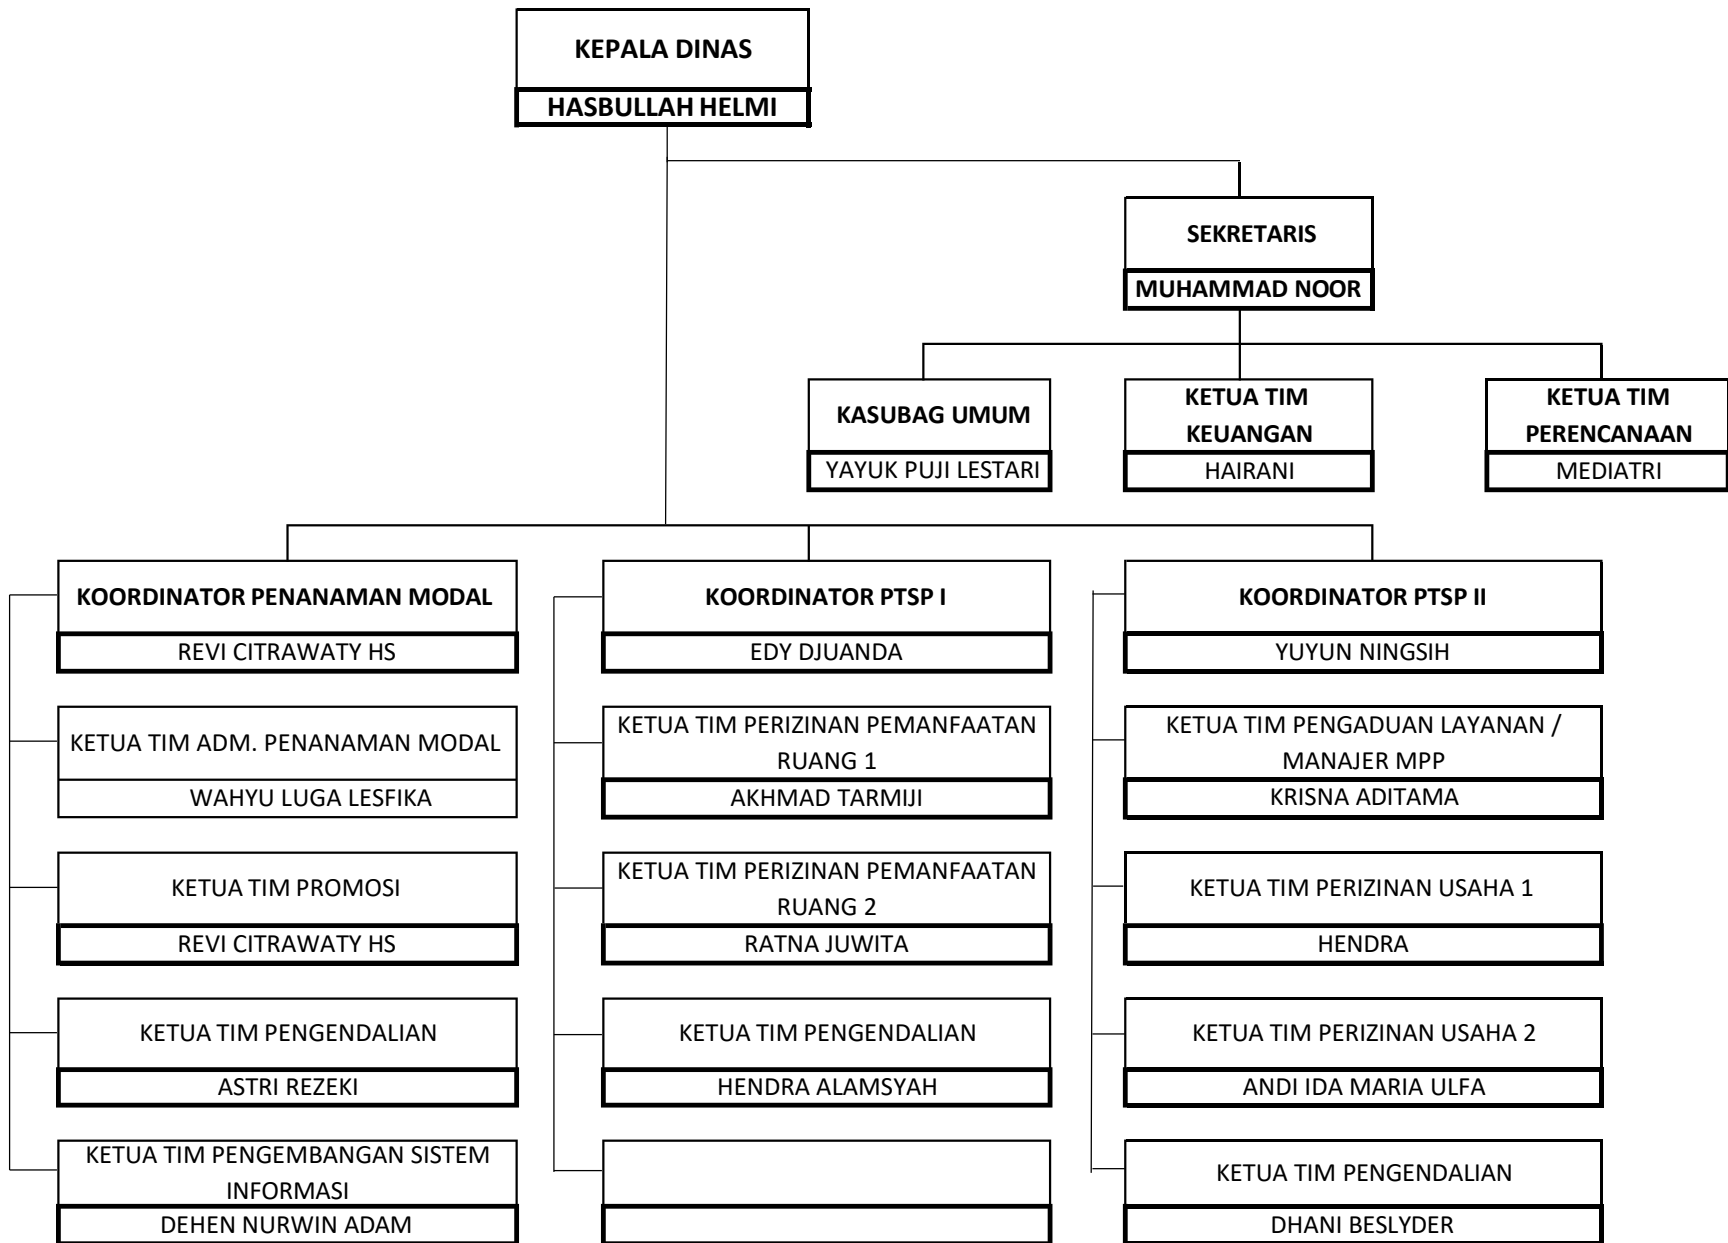 KEPALA DINAS
HASBULLAH HELMI
SEKRETARIS
MUHAMMAD NOOR
KASUBAG UMUM
YAYUK PUJI LESTARI
KETUA TIM
KEUANGAN
HAIRANI
KETUA TIM
PERENCANAAN
MEDIATRI
KOORDINATOR PENANAMAN MODAL
REVI CITRAWATY HS
KETUA TIM ADM. PENANAMAN MODAL
WAHYU LUGA LESFIKA
KETUA TIM PROMOSI
REVI CITRAWATY HS
KETUA TIM PENGENDALIAN
ASTRI REZEKI
KETUA TIM PENGEMBANGAN SISTEM
INFORMASI
DEHEN NURWIN ADAM
KOORDINATOR PTSP I
EDY DJUANDA
KETUA TIM PERIZINAN PEMANFAATAN
RUANG 1
AKHMAD TARMIJI
KETUA TIM PERIZINAN PEMANFAATAN
RUANG 2
RATNA JUWITA
KETUA TIM PENGENDALIAN
HENDRA ALAMSYAH
KOORDINATOR PTSP II
YUYUN NINGSIH
KETUA TIM PENGADUAN LAYANAN /
MANAJER MPP
KRISNA ADITAMA
KETUA TIM PERIZINAN USAHA 1
HENDRA
KETUA TIM PERIZINAN USAHA 2
ANDI IDA MARIA ULFA
KETUA TIM PENGENDALIAN
DHANI BESLYDER